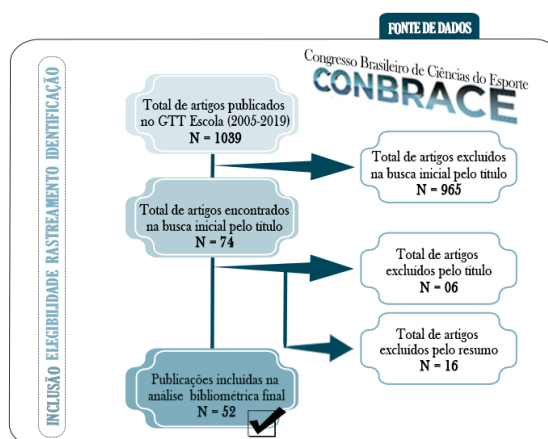 FONTE DE DADOS
Congresso Brasileiro de Ciências do Esporte
CONBRACE
INCLUSÃO ELEGIBILIDADE RASTREAMENTO IDENTIFICAÇÃO
Total de artigos publicados
no GTT Escola (2005-2019)
N = 1039
Total de artigos excluídos
na busca inicial pelo título
N = 965
Total de artigos encontrados
na busca inicial pelo título
N = 74
Total de artigos
excluídos pelo título
N = 06
Total de artigos
excluídos pelo resumo
N = 16
Publicações incluídas na
análise bibliométrica final
N = 52